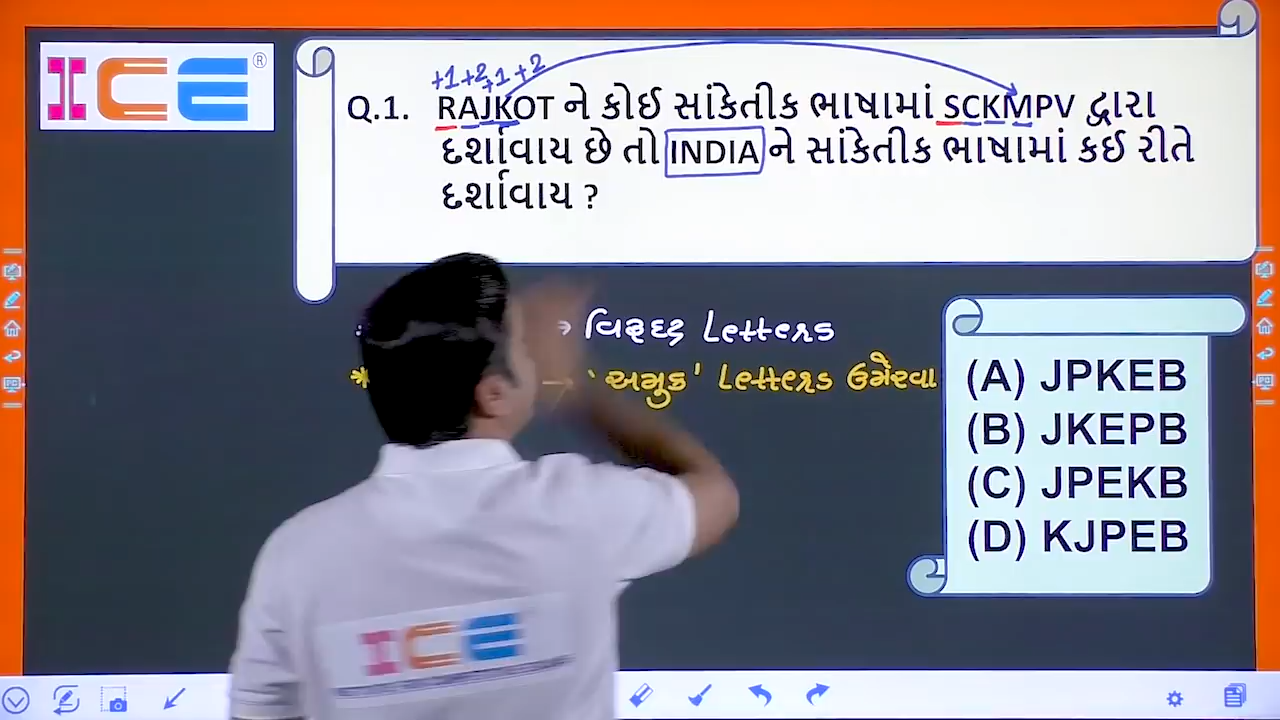 ICE®
+1 +2 +1 +2
Q.1. RAJKOT ને કોઈ સાંકેતીક ભાષામાં SCKMPV દ્વારા
દર્શાવાય છે તો INDIA ને સાંકેતીક ભાષામાં કઈ રીતે
દર્શાવાય ?
→ વિરૂદ્ધ Letters
* → 'અમુક' Letters ઉમેરવા
(A) JPKEB
(B) JKEPB
(C) JPEKB
(D) KJPEB
ICE